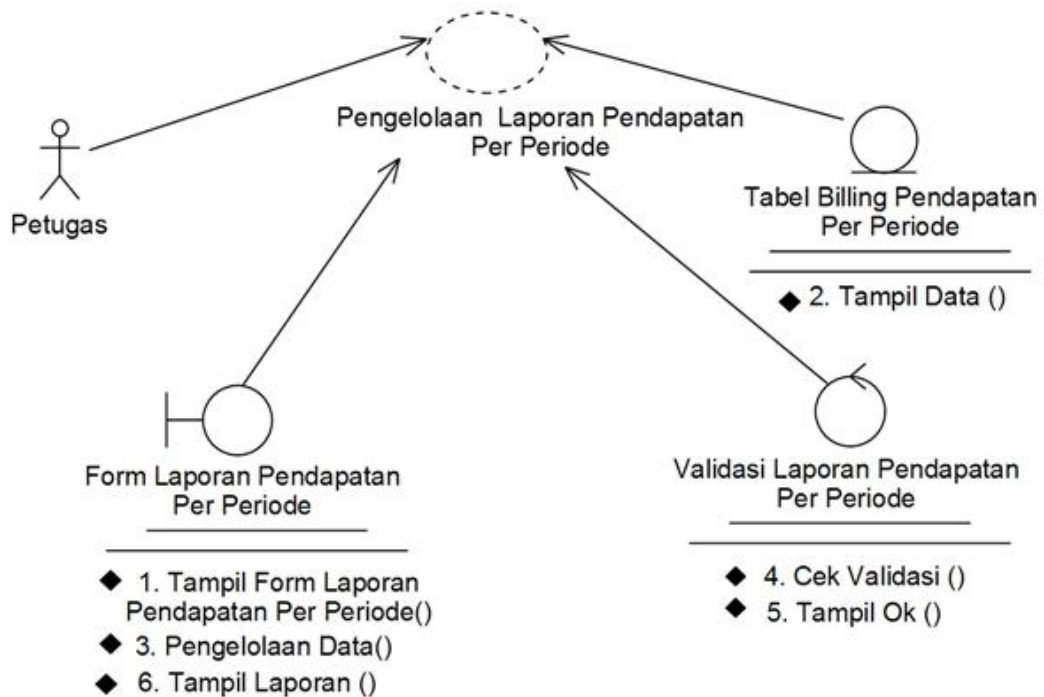 Pengelolaan Laporan Pendapatan
Per Periode
Petugas
Tabel Billing Pendapatan
Per Periode
2. Tampil Data ()
Form Laporan Pendapatan
Per Periode
1. Tampil Form Laporan
Pendapatan Per Periode()
3. Pengelolaan Data()
6. Tampil Laporan ()
Validasi Laporan Pendapatan
Per Periode
4. Cek Validasi ()
5. Tampil Ok ()